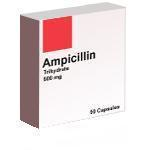 Ampicillin
Trihydrate
500 mg
50 Capsules